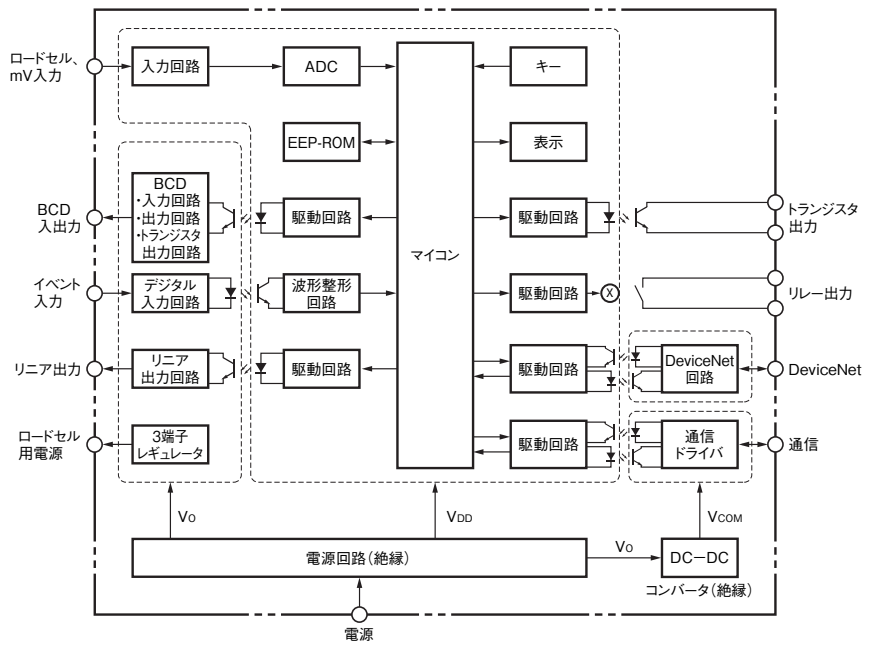 ロードセル、
mV入力
入力回路
ADC
マイコン
キー
EEP-ROM
表示
BCD
入出力
BCD
・入力回路
・出力回路
・トランジスタ
出力回路
駆動回路
駆動回路
トランジスタ
出力
イベント
入力
デジタル
入力回路
波形整形
回路
駆動回路
X
リレー出力
リニア出力
リニア
出力回路
駆動回路
駆動回路
DeviceNet
回路
DeviceNet
ロードセル
用電源
3端子
レギュレータ
駆動回路
通信
ドライバ
通信
VO
VDD
VCOM
電源回路(絶縁)
VO
DC－DC
コンバータ(絶縁)
電源